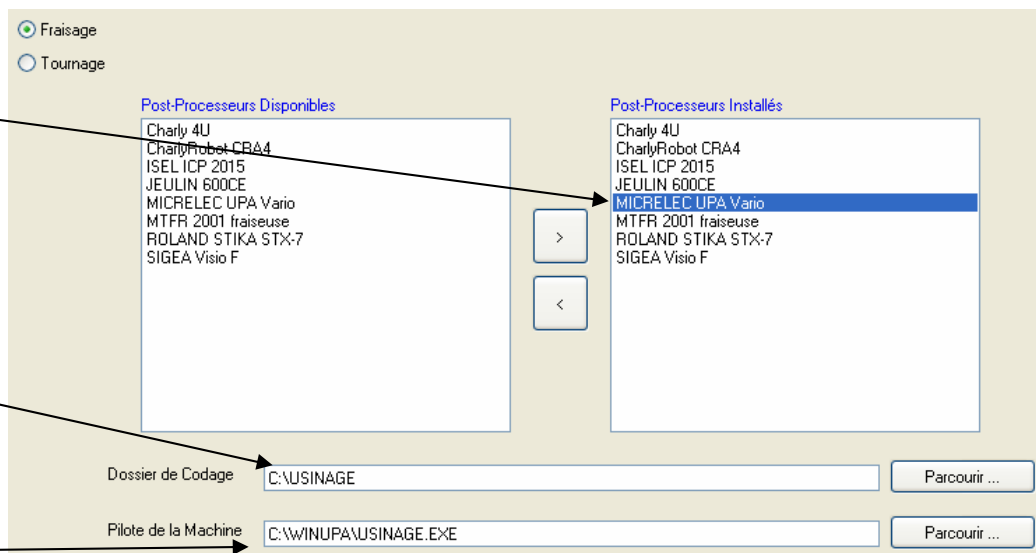 Fraisage
Tournage
Post-Processeurs Disponibles
Charly 4U
CharlyRobot CRA4
ISEL ICP 2015
JEULIN 600CE
MICRELEC UPA Vario
MTFR 2001 fraiseuse
ROLAND STIKA STX-7
SIGEA Visio F
>
<
Post-Processeurs Installés
Charly 4U
CharlyRobot CRA4
ISEL ICP 2015
JEULIN 600CE
MICRELEC UPA Vario
MTFR 2001 fraiseuse
ROLAND STIKA STX-7
SIGEA Visio F
Dossier de Codage C:\USINAGE Parcourir ...
Pilote de la Machine C:\WINUPA\USINAGE.EXE Parcourir ...